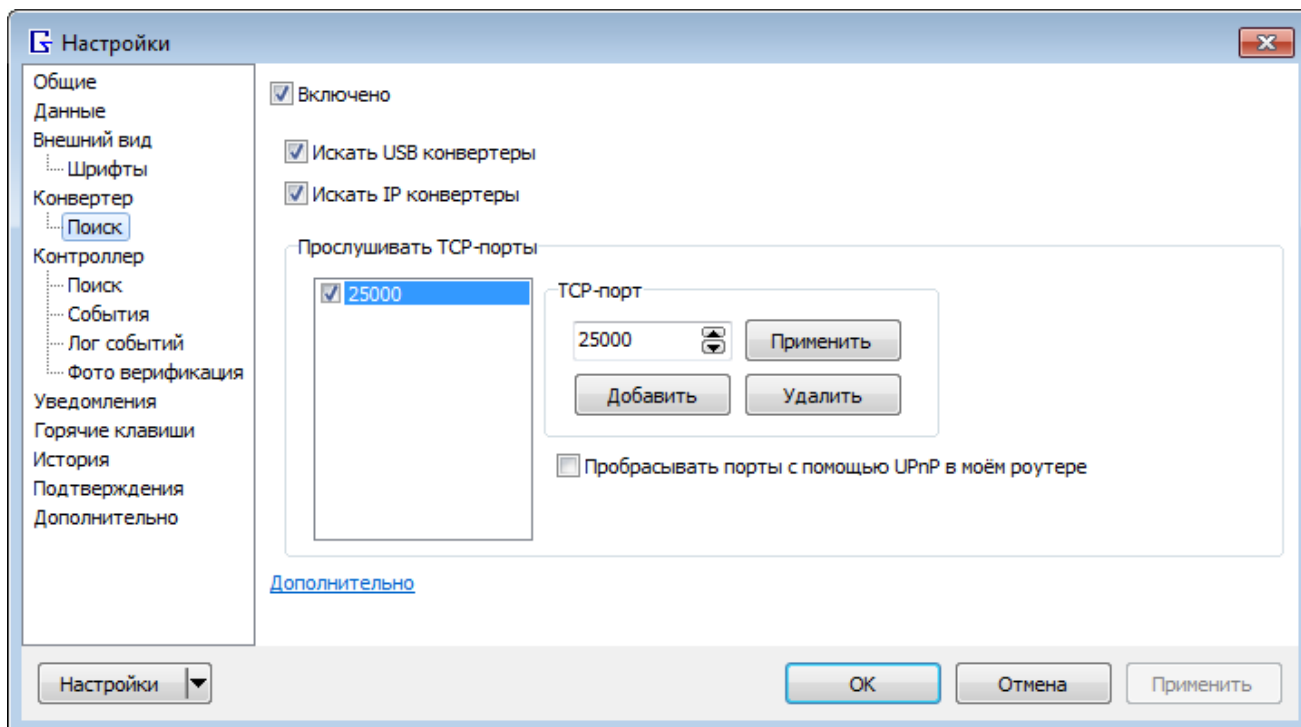 Настройки
Общие
Данные
Внешний вид
Шрифты
Конвертер
Поиск
Контроллер
Поиск
События
Лог событий
Фото верификация
Уведомления
Горячие клавиши
История
Подтверждения
Дополнительно
Включено
Искать USB конвертеры
Искать IP конвертеры
Прослушивать TCP-порты
25000
TCP-порт
25000
Применить
Добавить
Удалить
Пробрасывать порты с помощью UPnP в моём роутере
Дополнительно
Настройки
OK
Отмена
Применить